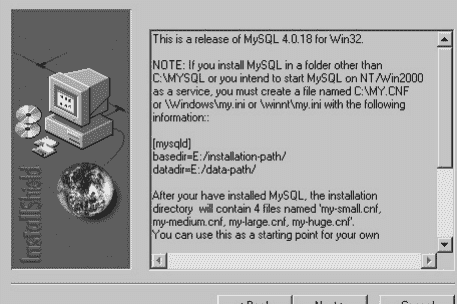 This is a release of MySQL 4.0.18 for Win32.
NOTE: If you install MySQL in a folder other than
C:\MYSQL or you intend to start MySQL on NT/Win2000
as a service, you must create a file named C:\MY.CNF
or \Windows\my.ini or \winnt\my.ini with the following
information::
[mysqld]
basedir=E:/installation-path/
datadir=E:/data-path/
After your have installed MySQL, the installation
directory will contain 4 files named 'my-small.cnf,
my-medium.cnf, my-large.cnf, my-huge.cnf'.
You can use this as a starting point for your own
InstallShield